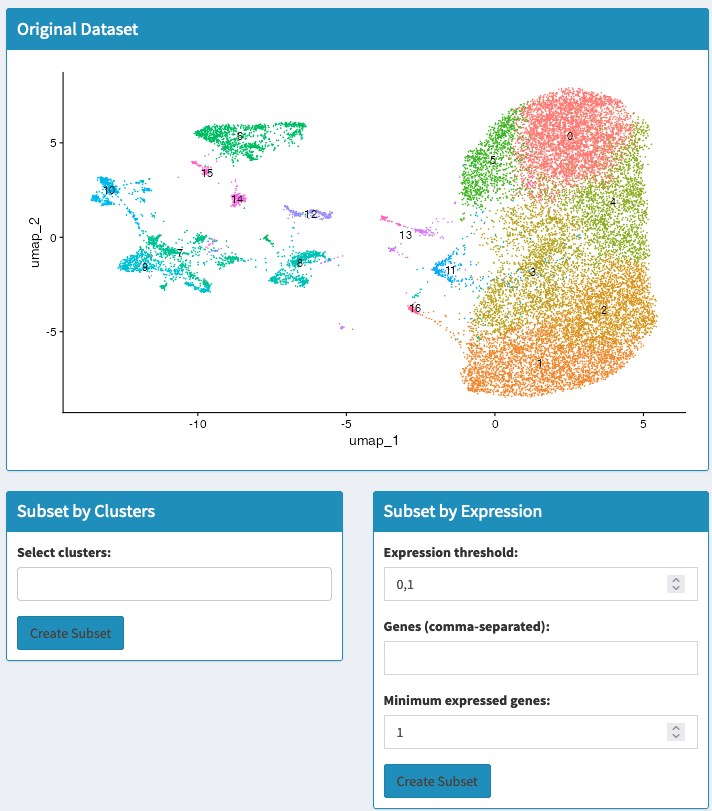 Original Dataset
umap_2
5
0
-5
-10
-5
0
5
umap_1
0
5
6
15
10
14
4
12
13
7
9
8
11
3
16
2
1
Subset by Clusters
Select clusters:
Create Subset
Subset by Expression
Expression threshold:
0,1
Genes (comma-separated):
Minimum expressed genes:
1
Create Subset